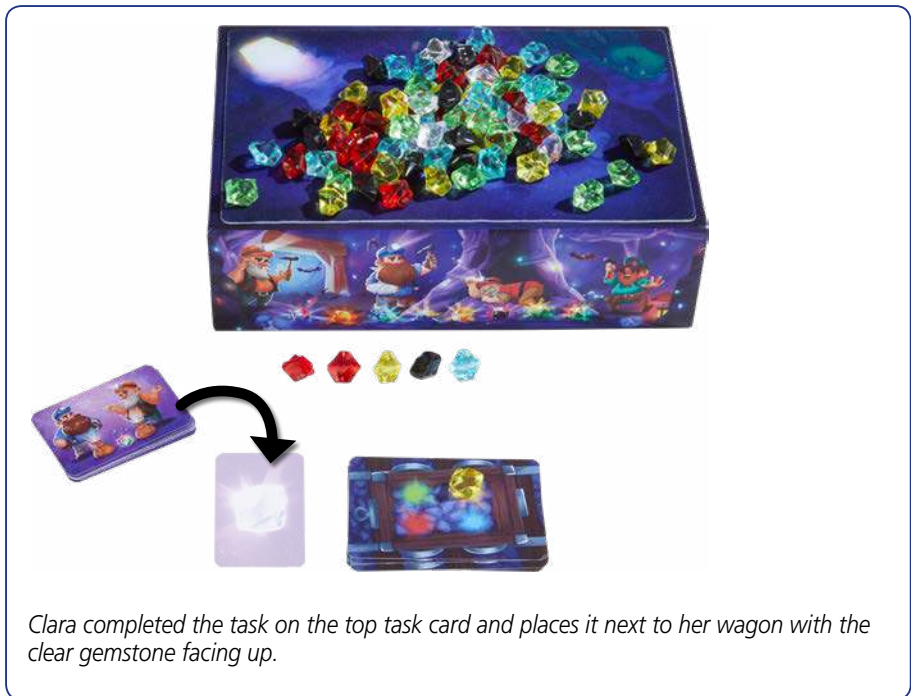 Clara completed the task on the top task card and places it next to her wagon with the
clear gemstone facing up.